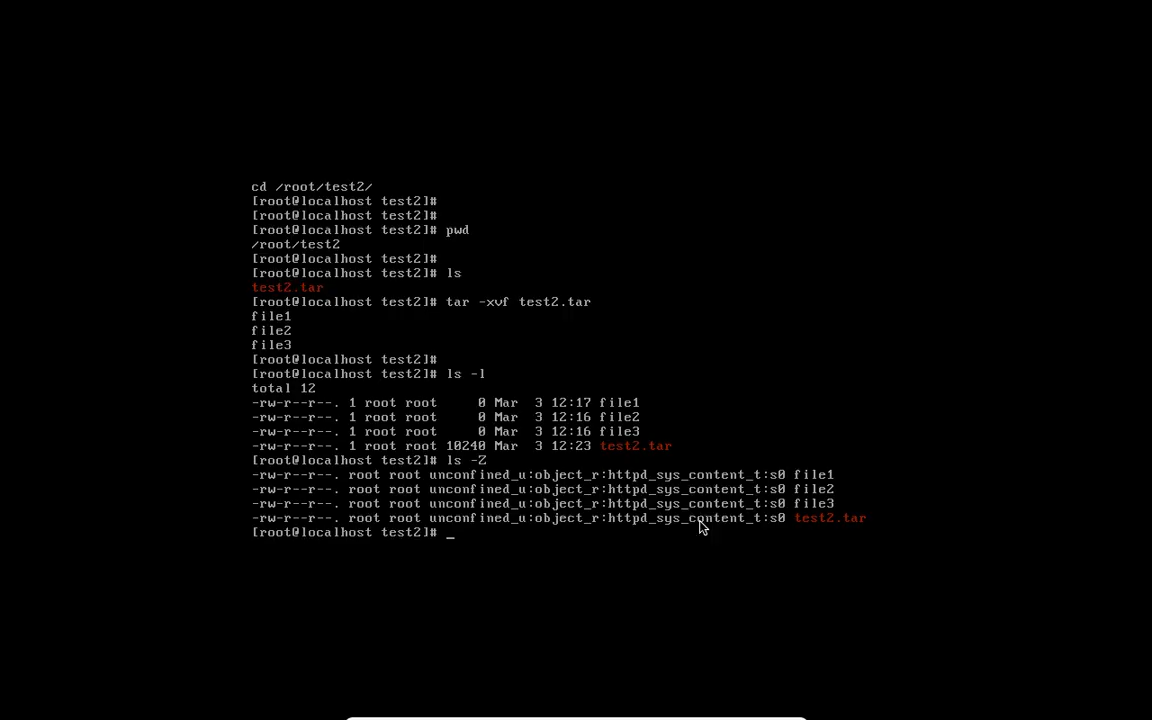 cd /root/test2/
[root@localhost test2]#
[root@localhost test2]#
[root@localhost test2]# pwd
/root/test2
[root@localhost test2]#
[root@localhost test2]# ls
test2.tar
[root@localhost test2]# tar -xvf test2.tar
file1
file2
file3
[root@localhost test2]#
[root@localhost test2]# ls -l
total 12
-rw-r--r--. 1 root root     0 Mar  3 12:17 file1
-rw-r--r--. 1 root root     0 Mar  3 12:16 file2
-rw-r--r--. 1 root root     0 Mar  3 12:16 file3
-rw-r--r--. 1 root root 10240 Mar  3 12:23 test2.tar
[root@localhost test2]# ls -Z
-rw-r--r--. root root unconfined_u:object_r:httpd_sys_content_t:s0 file1
-rw-r--r--. root root unconfined_u:object_r:httpd_sys_content_t:s0 file2
-rw-r--r--. root root unconfined_u:object_r:httpd_sys_content_t:s0 file3
-rw-r--r--. root root unconfined_u:object_r:httpd_sys_content_t:s0 test2.tar
[root@localhost test2]# _